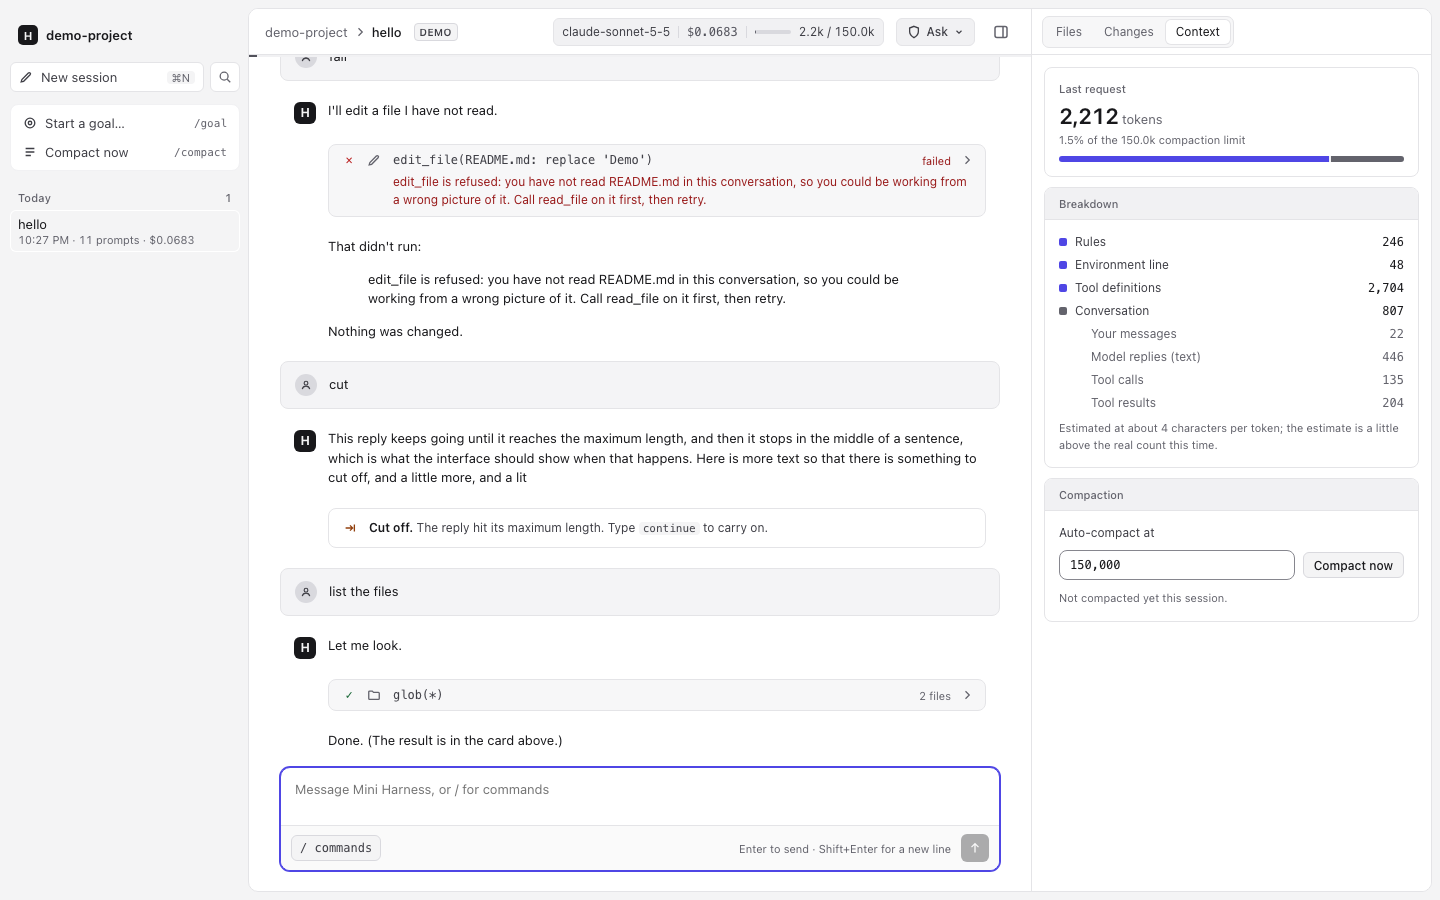 H demo-project
New session ⌘N
Start a goal... /goal
Compact now /compact
Today 1
hello
10:27 PM · 11 prompts · $0.0683
demo-project > hello DEMO
claude-sonnet-5-5 $0.0683 2.2k / 150.0k
Ask
fail
H I'll edit a file I have not read.
× edit_file(README.md: replace 'Demo') failed
edit_file is refused: you have not read README.md in this conversation, so you could be working from
a wrong picture of it. Call read_file on it first, then retry.
That didn't run:
edit_file is refused: you have not read README.md in this conversation, so you could be
working from a wrong picture of it. Call read_file on it first, then retry.
Nothing was changed.
cut
H This reply keeps going until it reaches the maximum length, and then it stops in the middle of a sentence,
which is what the interface should show when that happens. Here is more text so that there is something to
cut off, and a little more, and a lit
Cut off. The reply hit its maximum length. Type continue to carry on.
list the files
H Let me look.
✓ glob(*) 2 files
Done. (The result is in the card above.)
Message Mini Harness, or / for commands
/ commands
Enter to send · Shift+Enter for a new line
Files Changes Context
Last request
2,212 tokens
1.5% of the 150.0k compaction limit
Breakdown
Rules 246
Environment line 48
Tool definitions 2,704
Conversation 807
Your messages 22
Model replies (text) 446
Tool calls 135
Tool results 204
Estimated at about 4 characters per token; the estimate is a little
above the real count this time.
Compaction
Auto-compact at
150,000 Compact now
Not compacted yet this session.